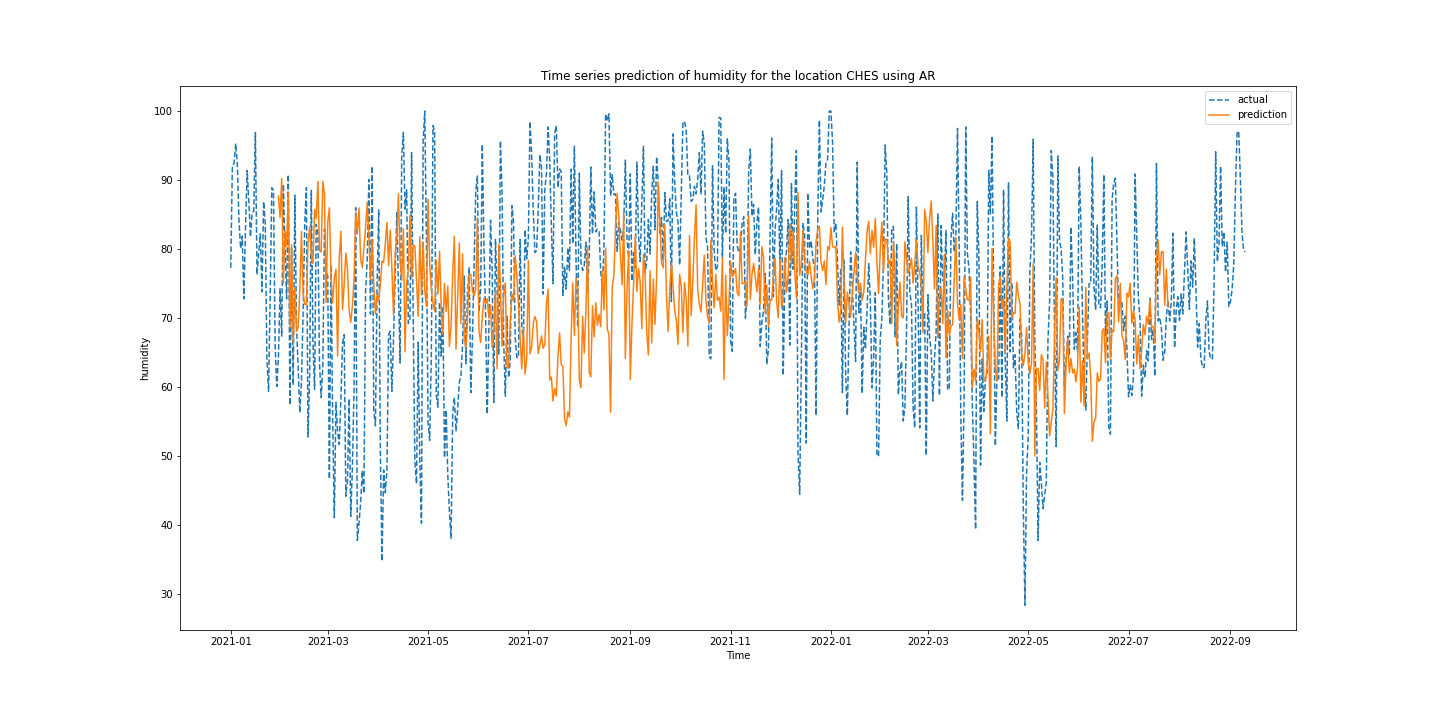 Time series prediction of humidity for the location CHES using AR
actual
prediction
100
90
80
70
60
50
40
30
humidity
2021-01 2021-03 2021-05 2021-07 2021-09 2021-11 2022-01 2022-03 2022-05 2022-07 2022-09
Time